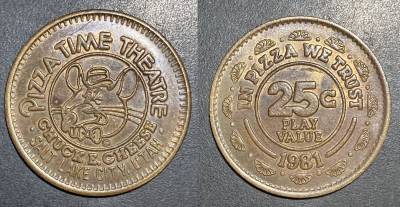 PIZZA TIME THEATRE
CHUCK E. CHEESE
SALT LAKE CITY, UTAH
IN PIZZA WE TRUST
25¢
PLAY
VALUE
1981